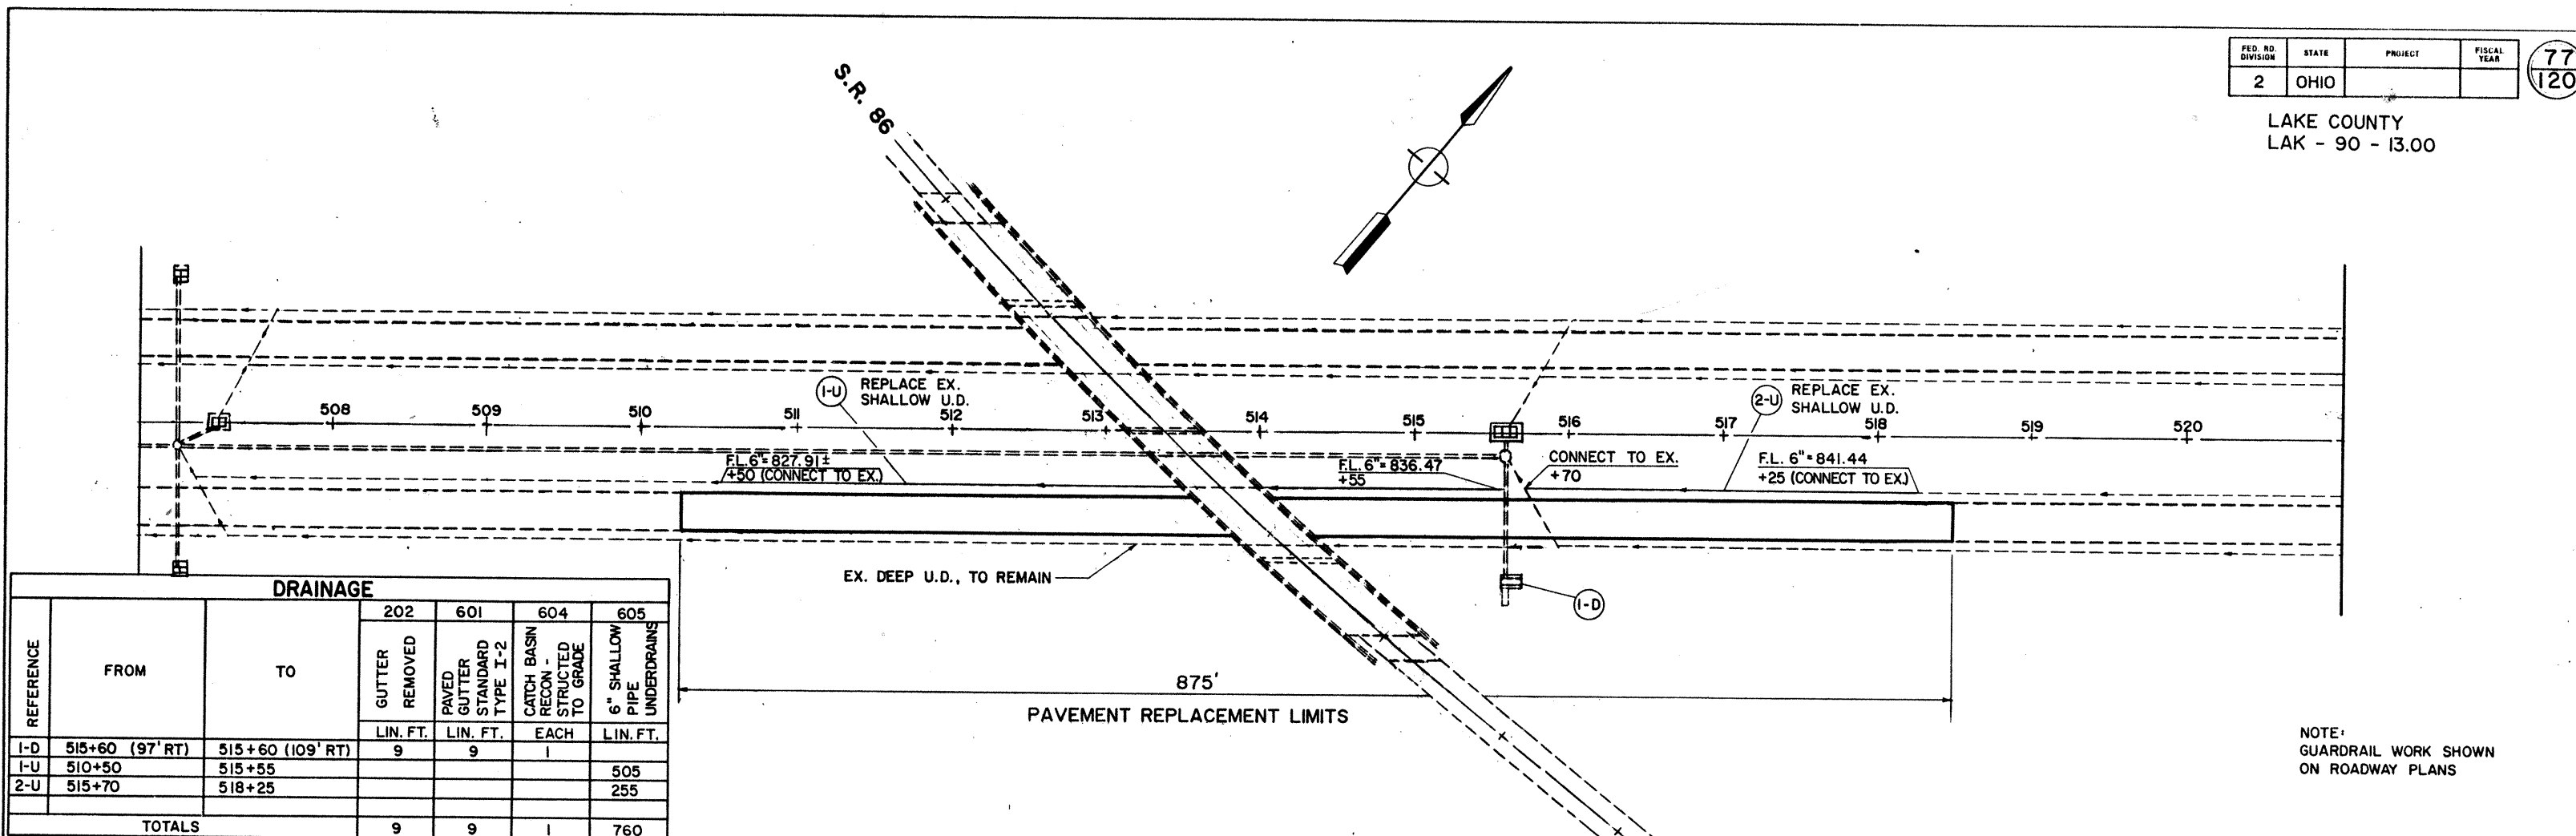 FED. RD. DIVISION STATE PROJECT FISCAL YEAR
2 OHIO
77
120
LAKE COUNTY
LAK - 90 - 13.00
S.R. 86
1-U REPLACE EX.
SHALLOW U.D.
2-U REPLACE EX.
SHALLOW U.D.
508 509 510 511 512 513 514 515 516 517 518 519 520
F.L. 6"= 827.91±
+50 (CONNECT TO EX.)
F.L. 6"= 836.47
+55
CONNECT TO EX.
+70
F.L. 6"= 841.44
+25 (CONNECT TO EX.)
EX. DEEP U.D., TO REMAIN
1-D
875'
PAVEMENT REPLACEMENT LIMITS
DRAINAGE
REFERENCE FROM TO 202 601 604 605
GUTTER REMOVED
PAVED GUTTER STANDARD TYPE I-2
CATCH BASIN RECON- STRUCTED TO GRADE
6" SHALLOW PIPE UNDERDRAINS
LIN. FT. LIN. FT. EACH LIN. FT.
1-D 515+60 (97' RT) 515+60 (109' RT) 9 9 1
1-U 510+50 515+55 505
2-U 515+70 518+25 255
TOTALS 9 9 1 760
NOTE:
GUARDRAIL WORK SHOWN
ON ROADWAY PLANS